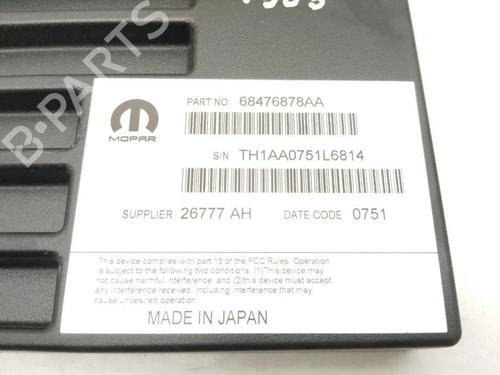 B-PARTS
MOPAR
PART NO: 68476878AA
S/N TH1AA0751L6814
SUPPLIER 26777 AH DATE CODE 0751
This device complies with part 15 of the FCC Rules. Operation
is subject to the following two conditions. (1)This device may
not cause harmful interference, and (2)this device must accept
any interference received, including interference that may
cause undesired operation.
MADE IN JAPAN